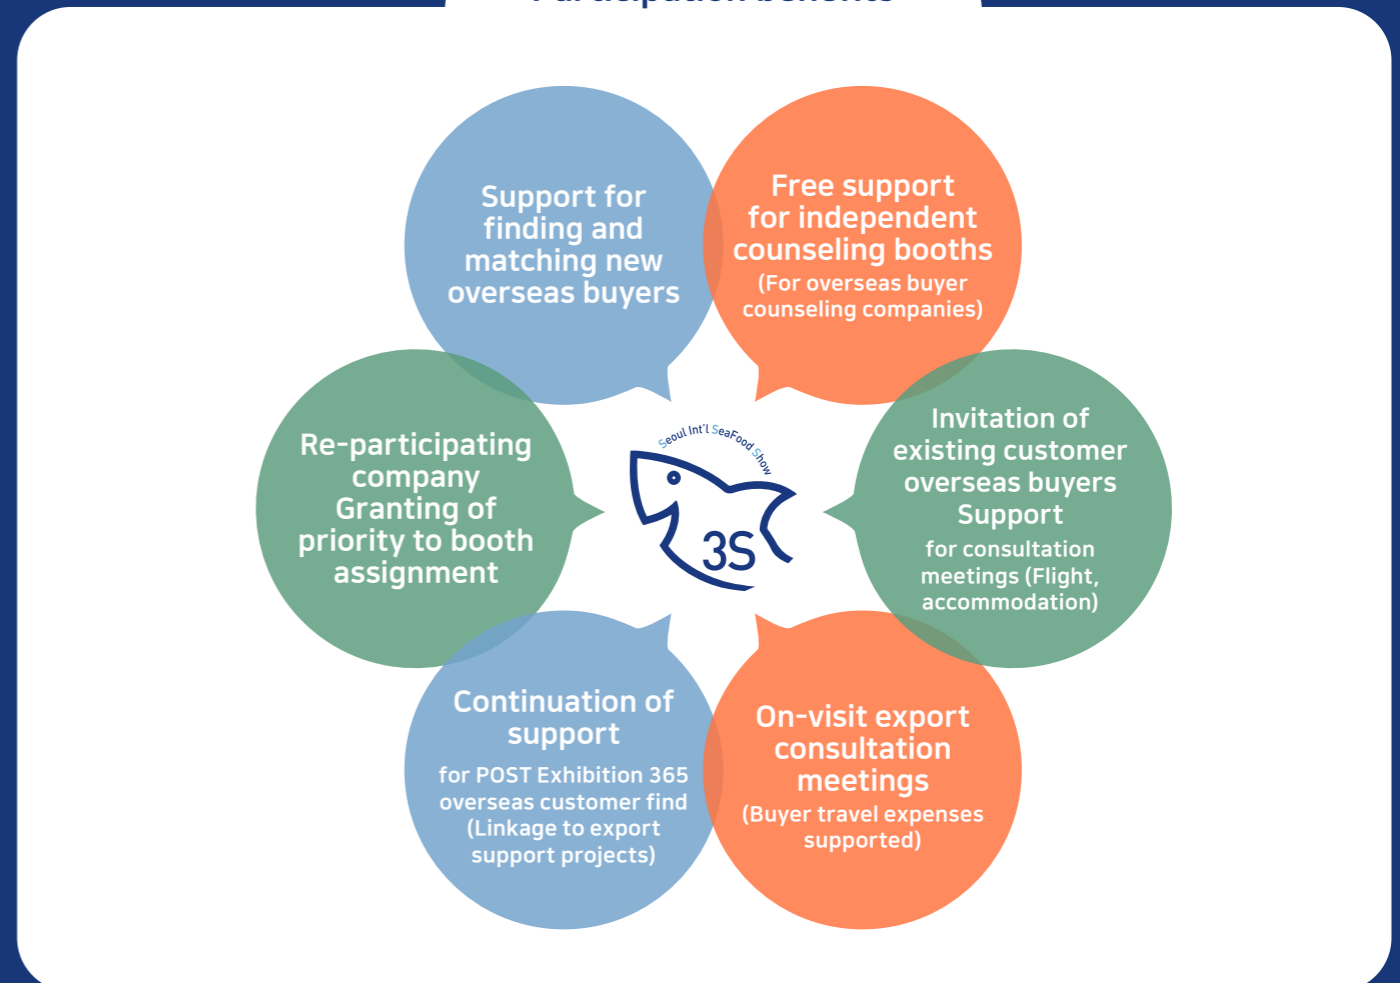 Participation benefits
Support for
finding and
matching new
overseas buyers
Free support
for independent
counseling booths
(For overseas buyer
counseling companies)
Re-participating
company
Granting of
priority to booth
assignment
Seoul Int'l SeaFood Show
3S
Invitation of
existing customer
overseas buyers
Support
for consultation
meetings (Flight,
accommodation)
Continuation of
support
for POST Exhibition 365
overseas customer find
(Linkage to export
support projects)
On-visit export
consultation
meetings
(Buyer travel expenses
supported)